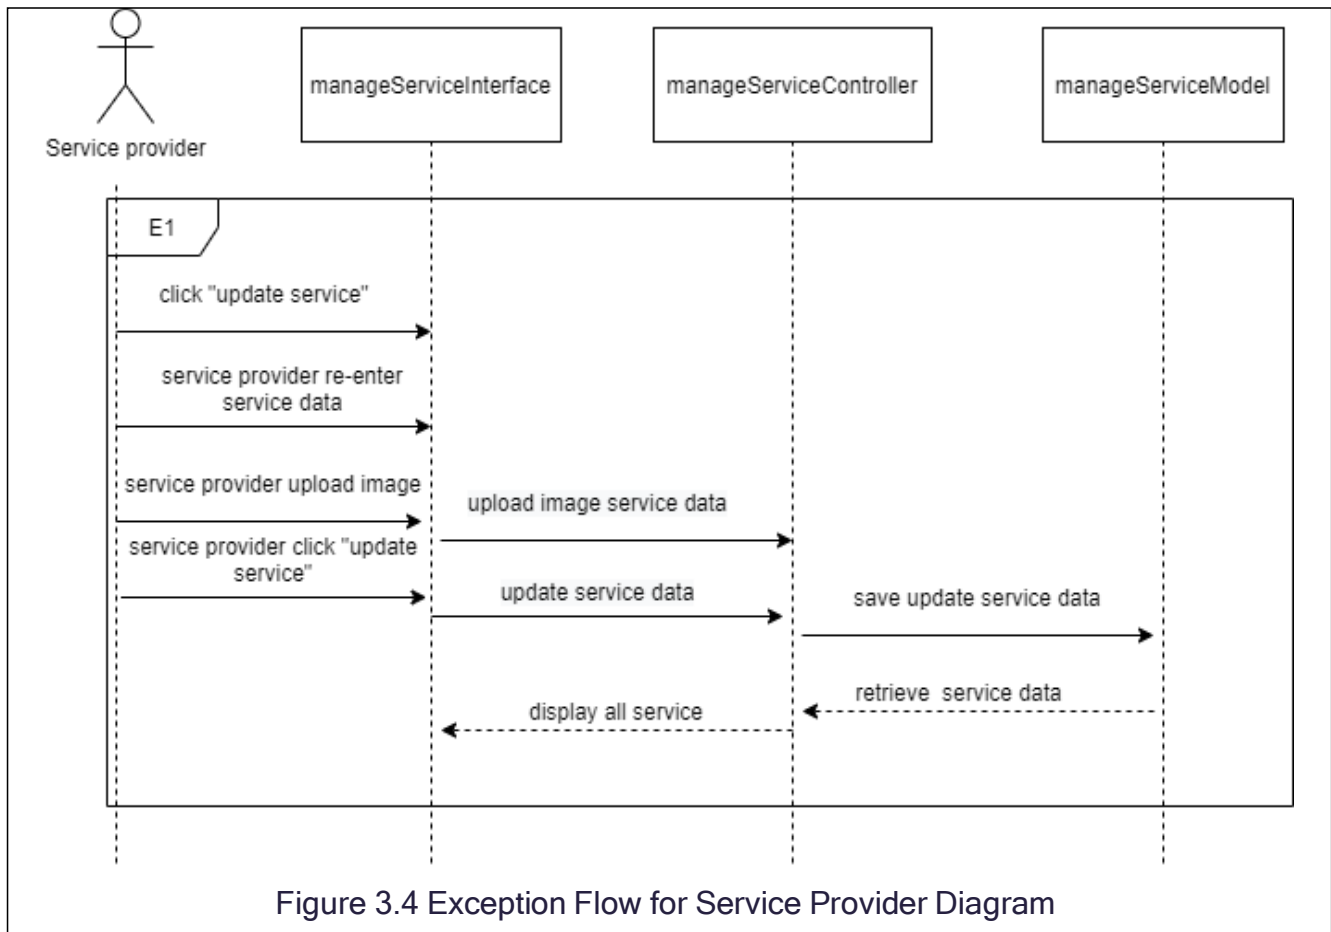 manageServiceInterface
manageServiceController
manageServiceModel
Service provider
E1
click "update service"
service provider re-enter
service data
service provider upload image
upload image service data
service provider click "update
service"
update service data
save update service data
retrieve  service data
display all service
Figure 3.4 Exception Flow for Service Provider Diagram